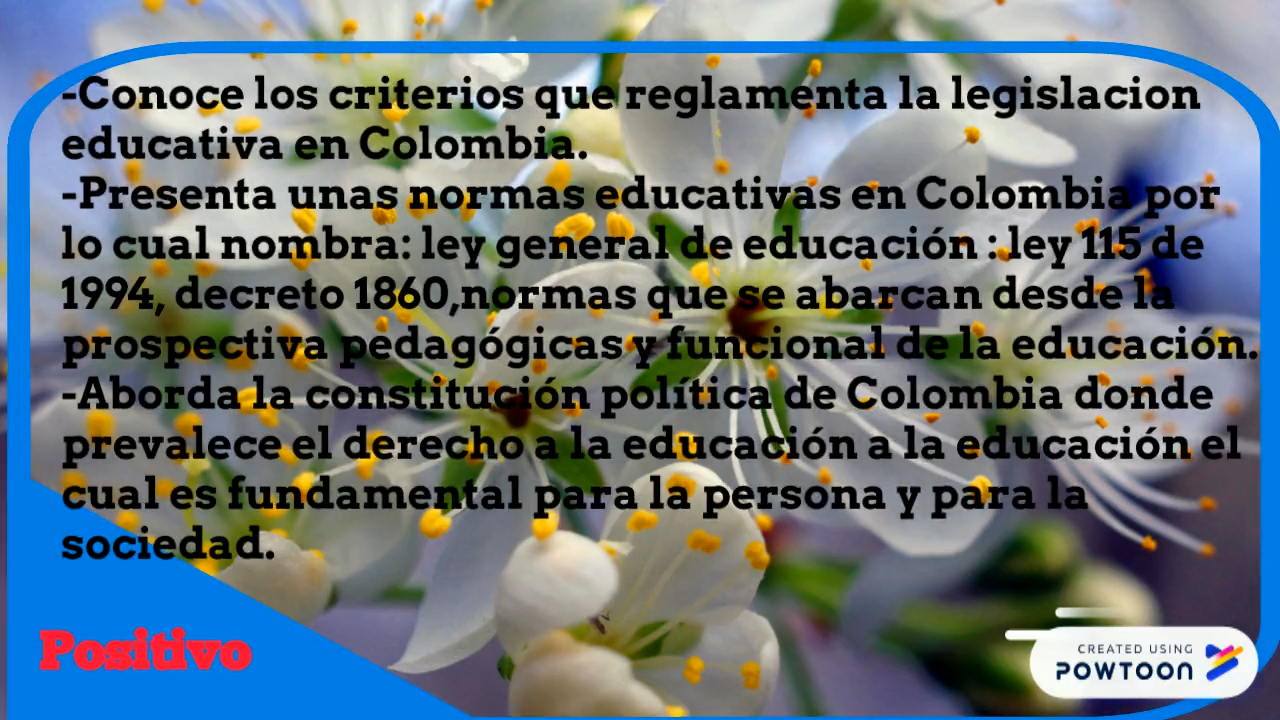 -Conoce los criterios que reglamenta la legislacion
educativa en Colombia.
-Presenta unas normas educativas en Colombia por
lo cual nombra: ley general de educación : ley 115 de
1994, decreto 1860,normas que se abarcan desde la
prospectiva pedagógicas y funcional de la educación.
-Aborda la constitución política de Colombia donde
prevalece el derecho a la educación a la educación el
cual es fundamental para la persona y para la
sociedad.
Positivo
CREATED USING
POWTOON